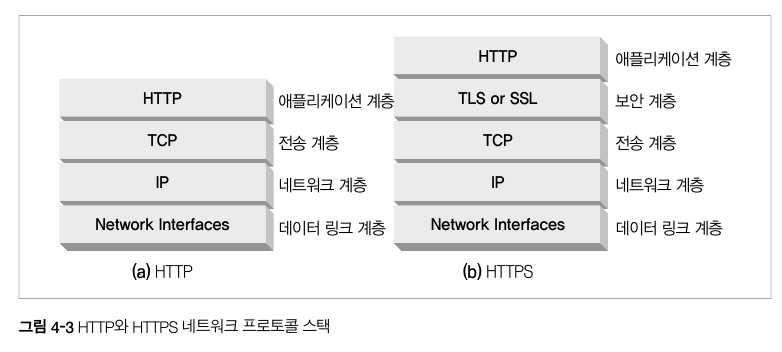 HTTP 애플리케이션 계층
TCP 전송 계층
IP 네트워크 계층
Network Interfaces 데이터 링크 계층
(a) HTTP
HTTP 애플리케이션 계층
TLS or SSL 보안 계층
TCP 전송 계층
IP 네트워크 계층
Network Interfaces 데이터 링크 계층
(b) HTTPS
그림 4-3 HTTP와 HTTPS 네트워크 프로토콜 스택